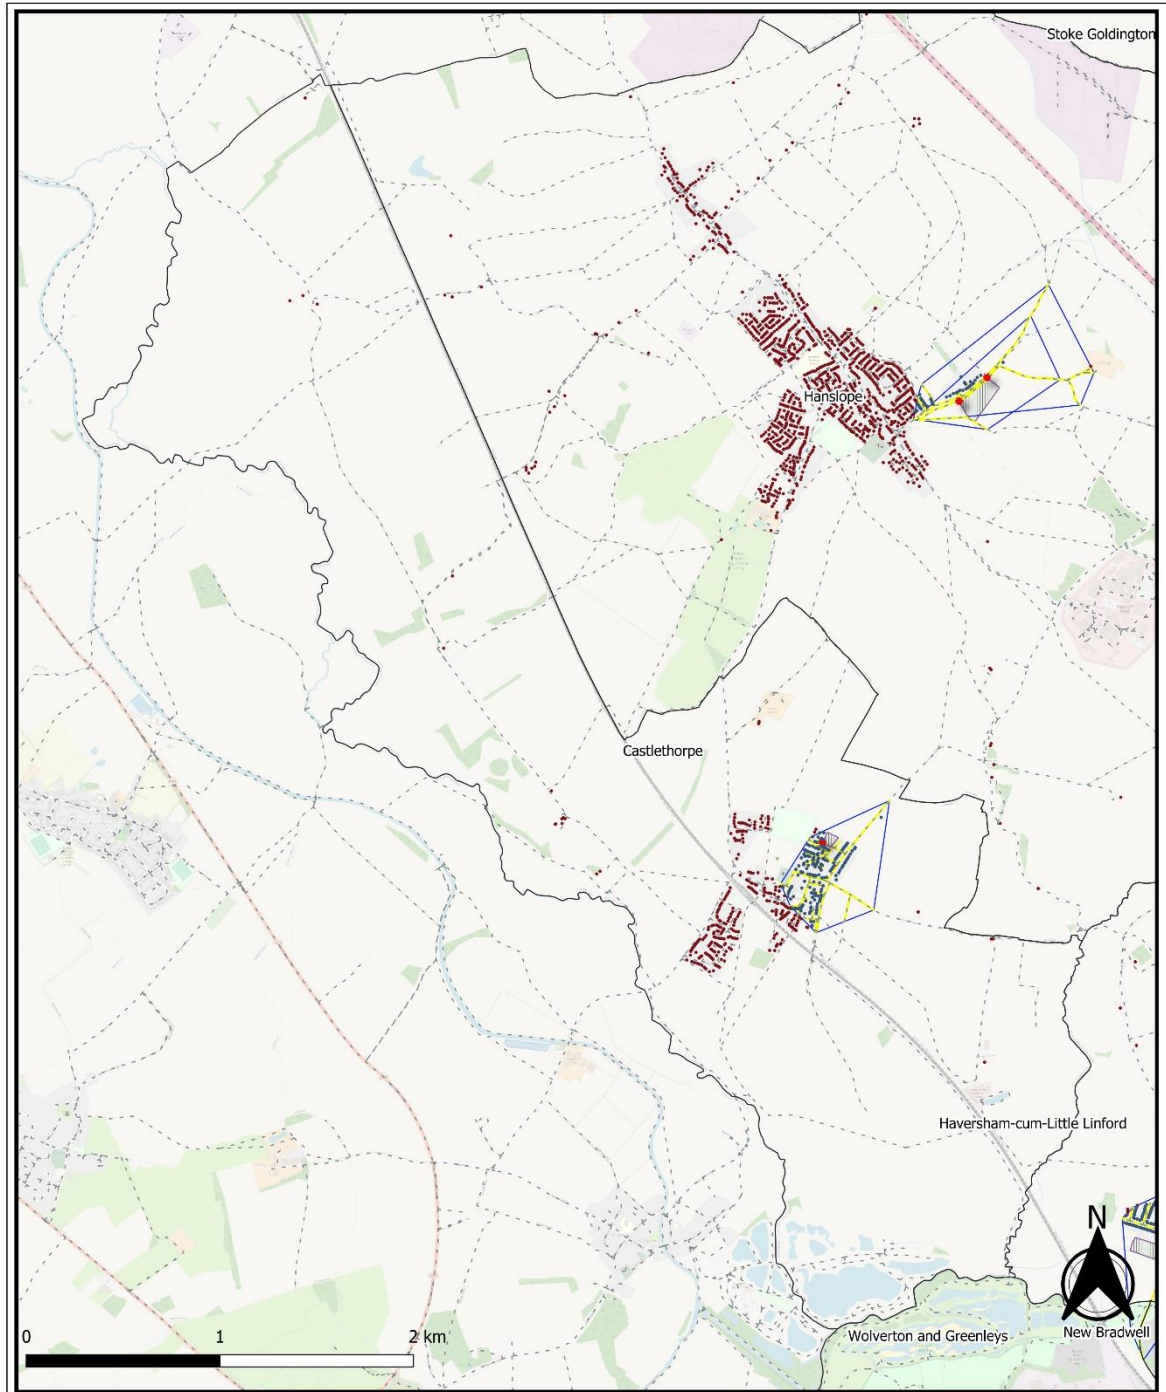 Stoke Goldington
Hanslope
Castlethorpe
Haversham-cum-Little Linford
N
0 1 2 km
Wolverton and Greenleys
New Bradwell